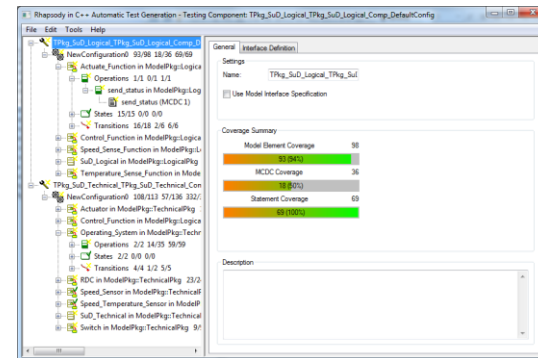 Rhapsody in C++ Automatic Test Generation - Testing Component: TPkg_SuD_Logical_TPkg_SuD_Logical_Comp_DefaultConfig
File Edit Tools Help
TPkg_SuD_Logical_TPkg_SuD_Logical_Comp_D
NewConfiguration0 93/98 18/36 69/69
Actuate_Function in ModelPkg::Logica
Operations 1/1 0/1 1/1
send_status in ModelPkg::Log
send_status (MCDC 1)
States 15/15 0/0 0/0
Transitions 16/18 2/6 6/6
Control_Function in ModelPkg::Logica
Speed_Sense_Function in ModelPkg::
SuD_Logical in ModelPkg::LogicalPkg
Temperature_Sense_Function in Mode
TPkg_SuD_Technical_TPkg_SuD_Technical_Con
NewConfiguration0 108/113 57/136 332/
Actuator in ModelPkg::TechnicalPkg
Control_Function in ModelPkg::Logica
Operating_System in ModelPkg::Techr
Operations 2/2 14/35 59/59
States 2/2 0/0 0/0
Transitions 4/4 1/2 5/5
RDC in ModelPkg::TechnicalPkg 23/2
Speed_Sensor in ModelPkg::TechnicalF
Speed_Temperature_Sensor in ModelP
SuD_Technical in ModelPkg::Technical
Switch in ModelPkg::TechnicalPkg 9/
General Interface Definition
Settings
Name: TPkg_SuD_Logical_TPkg_SuD
Use Model Interface Specification
Coverage Summary
Model Element Coverage 98
93 (94%)
MCDC Coverage 36
18 (50%)
Statement Coverage 69
69 (100%)
Description